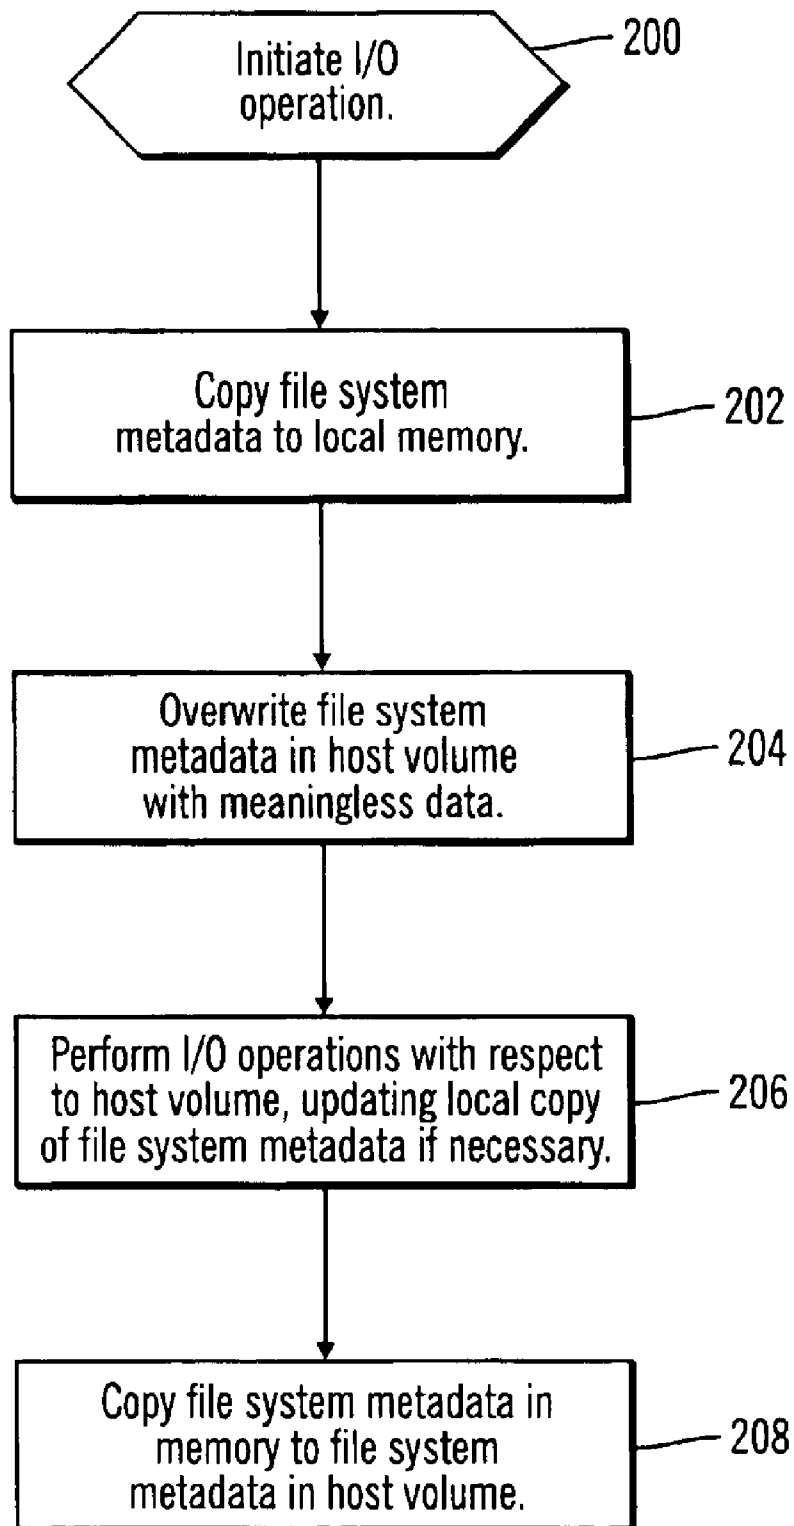 Initiate I/O
operation.
200
Copy file system
metadata to local memory.
202
Overwrite file system
metadata in host volume
with meaningless data.
204
Perform I/O operations with respect
to host volume, updating local copy
of file system metadata if necessary.
206
Copy file system metadata in
memory to file system
metadata in host volume.
208